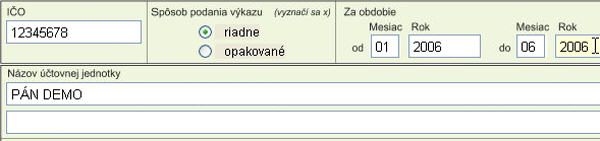 IČO Spôsob podania výkazu (vyznačí sa x) Za obdobie
Mesiac Rok Mesiac Rok
12345678 riadne od 01 2006 do 06 2006
opakované
Názov účtovnej jednotky
PÁN DEMO